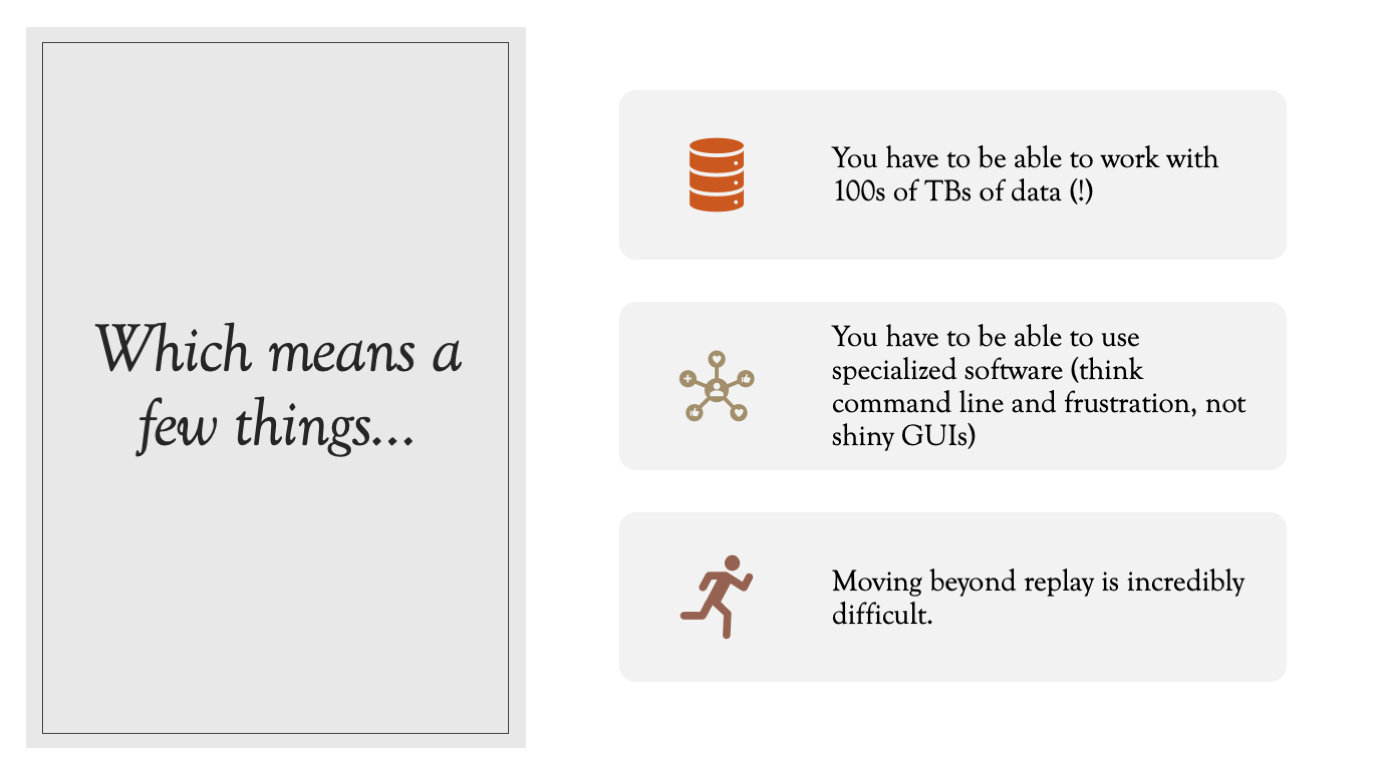 Which means a
few things…
You have to be able to work with
100s of TBs of data (!)
You have to be able to use
specialized software (think
command line and frustration, not
shiny GUIs)
Moving beyond replay is incredibly
difficult.